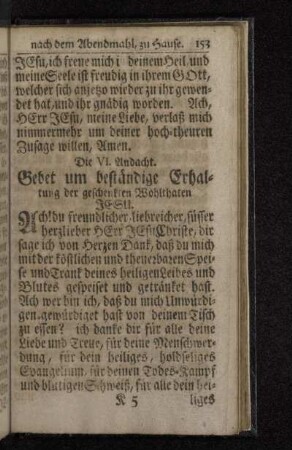 nach dem Abendmahl, zu Hause. 153
JEsu, ich freue mich i deinem Heil und
meine Seele ist freudig in ihrem GOtt,
welcher sich anjetzo wieder zu ihr gewen-
det hat, und ihr gnädig worden. Ach,
HErr JEsu, meine Liebe, verlaß mich
nimmermehr um deiner hoch-theuren
Zusage willen, Amen.
Die VI. Andacht.
Gebet um beständige Erhal-
tung der geschenkten Wohlthaten
JESU.
Ach! du freundlicher, liebreicher, süsser
herzlieber HErr JEsu Christe, dir
sage ich von Herzen Dank, daß du mich
mit der köstlichen und theuerbaren Spei-
se und Trank deines heiligen Leibes und
Blutes gespeiset und getränket hast.
Ach wer bin ich, daß du mich Unwürdi-
gen gewürdiget hast von deinem Tisch
zu essen? ich danke dir für alle deine
Liebe und Treue, für deine Menschwer-
dung, für dein heiliges, holdseliges
Evangelium, für deinen Todes-Kampf
und blutigen Schweiß, für alle dein hei-
K 5 liges